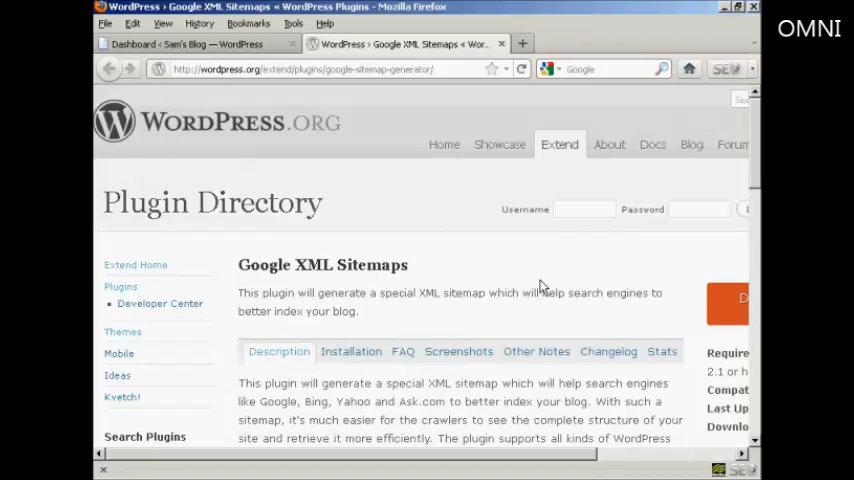 WordPress › Google XML Sitemaps « WordPress Plugins - Mozilla Firefox
OMNI
File Edit View History Bookmarks Tools Help
Dashboard ‹ Sam's Blog — WordPress
WordPress › Google XML Sitemaps « Wor...
http://wordpress.org/extend/plugins/google-sitemap-generator/
Google
WORDPRESS.ORG
Home Showcase Extend About Docs Blog Forum
Plugin Directory
Username Password
Extend Home
Plugins
• Developer Center
Themes
Mobile
Ideas
Kvetch!
Search Plugins
Google XML Sitemaps
This plugin will generate a special XML sitemap which will help search engines to
better index your blog.
Description Installation FAQ Screenshots Other Notes Changelog Stats
This plugin will generate a special XML sitemap which will help search engines
like Google, Bing, Yahoo and Ask.com to better index your blog. With such a
sitemap, it's much easier for the crawlers to see the complete structure of your
site and retrieve it more efficiently. The plugin supports all kinds of WordPress
D
Require
2.1 or h
Compat
Last Up
Downlo